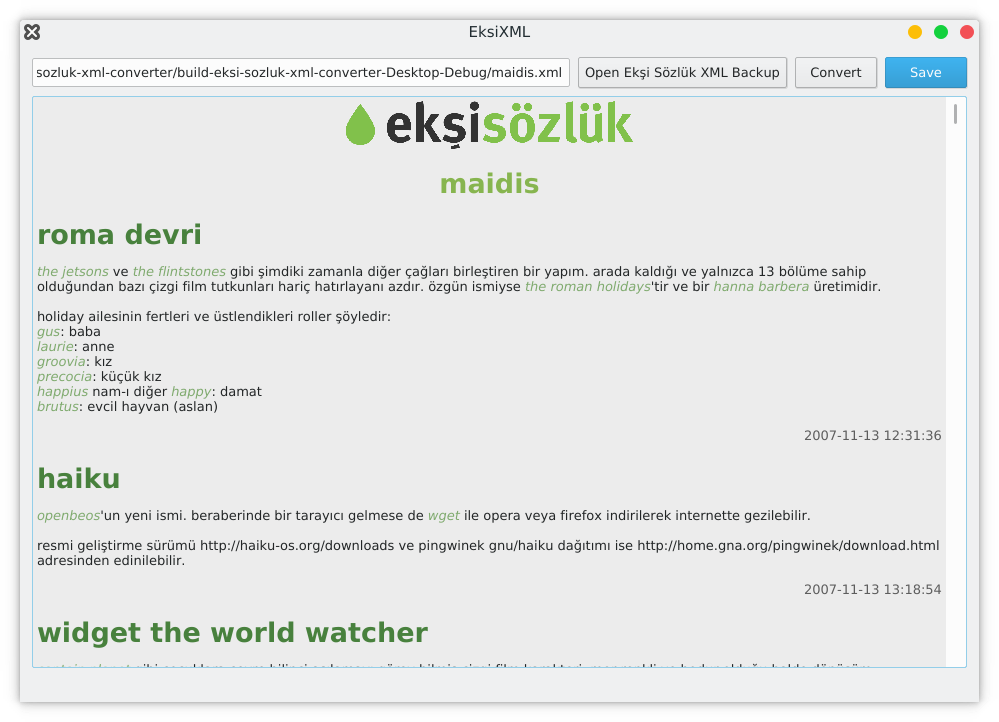 EksiXML
sozluk-xml-converter/build-eksi-sozluk-xml-converter-Desktop-Debug/maidis.xml
Open Ekşi Sözlük XML Backup
Convert
Save
ekşisözlük
maidis
roma devri
the jetsons ve the flintstones gibi şimdiki zamanla diğer çağları birleştiren bir yapım. arada kaldığı ve yalnızca 13 bölüme sahip
olduğundan bazı çizgi film tutkunları hariç hatırlayanı azdır. özgün ismiyse the roman holidays'tir ve bir hanna barbera üretimidir.
holiday ailesinin fertleri ve üstlendikleri roller şöyledir:
gus: baba
laurie: anne
groovia: kız
precocia: küçük kız
happius nam-ı diğer happy: damat
brutus: evcil hayvan (aslan)
2007-11-13 12:31:36
haiku
openbeos'un yeni ismi. beraberinde bir tarayıcı gelmese de wget ile opera veya firefox indirilerek internette gezilebilir.
resmi geliştirme sürümü http://haiku-os.org/downloads ve pingwinek gnu/haiku dağıtımı ise http://home.gna.org/pingwinek/download.html
adresinden edinilebilir.
2007-11-13 13:18:54
widget the world watcher